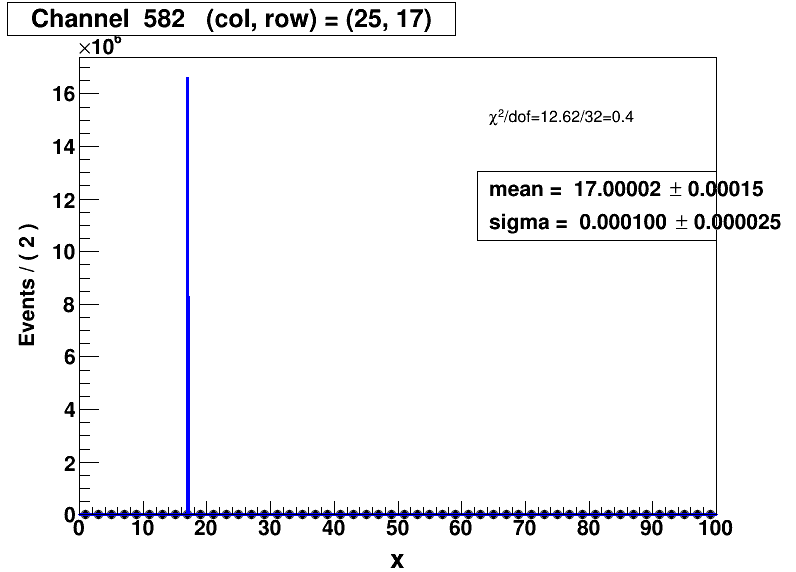 Channel 582 (col, row) = (25, 17)
×10⁶
16
14
12
10
8
6
4
2
0
Events / ( 2 )
χ²/dof=12.62/32=0.4
mean = 17.00002 ± 0.00015
sigma = 0.000100 ± 0.000025
0 10 20 30 40 50 60 70 80 90 100
x